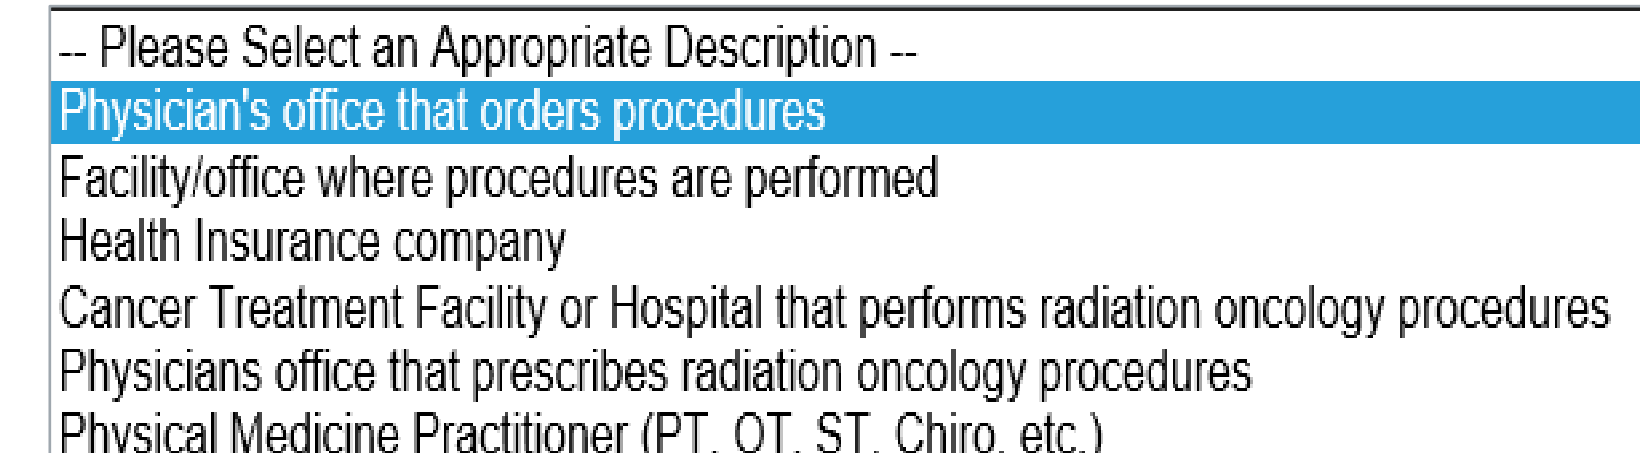 -- Please Select an Appropriate Description --
Physician's office that orders procedures
Facility/office where procedures are performed
Health Insurance company
Cancer Treatment Facility or Hospital that performs radiation oncology procedures
Physicians office that prescribes radiation oncology procedures
Physical Medicine Practitioner (PT, OT, ST, Chiro, etc.)